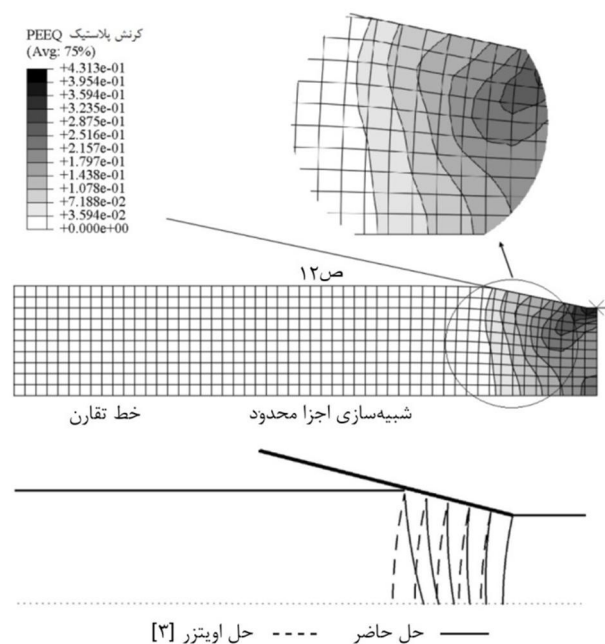 PEEQ کرنش پلاستیک
(Avg: 75%)
+4.313e-01
+3.954e-01
+3.594e-01
+3.235e-01
+2.875e-01
+2.516e-01
+2.157e-01
+1.797e-01
+1.438e-01
+1.078e-01
+7.188e-02
+3.594e-02
+0.000e+00
ص۱۲
خط تقارن
شبیه‌سازی اجزا محدود
حل حاضر
حل اویتزر [۳]